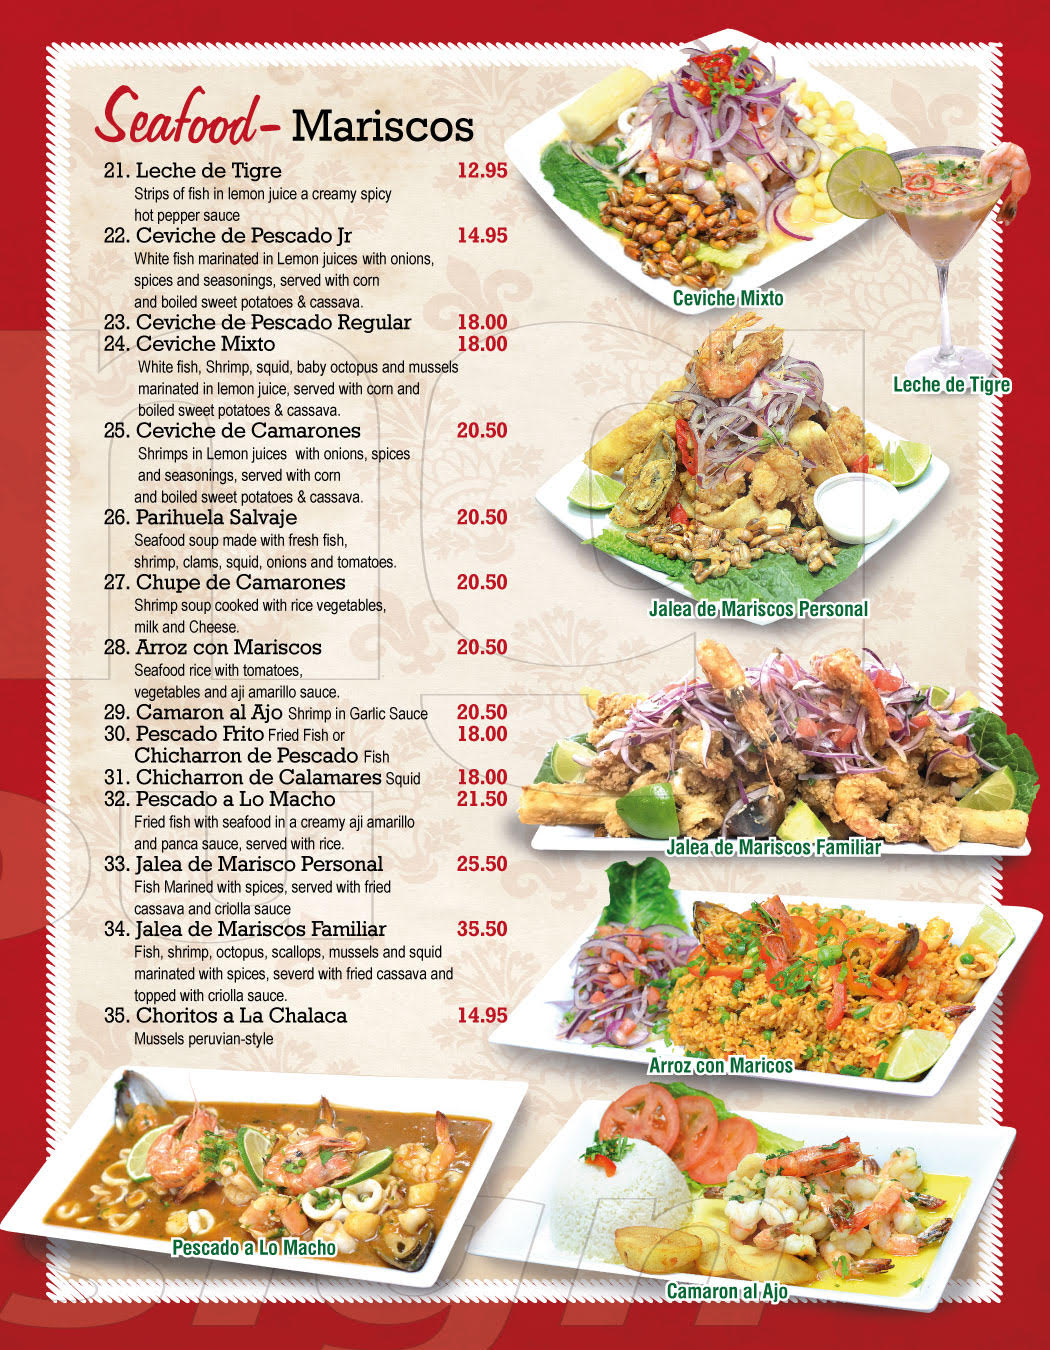 Seafood- Mariscos
21. Leche de Tigre 12.95
Strips of fish in lemon juice a creamy spicy
hot pepper sauce
22. Ceviche de Pescado Jr 14.95
White fish marinated in Lemon juices with onions,
spices and seasonings, served with corn
and boiled sweet potatoes & cassava.
23. Ceviche de Pescado Regular 18.00
24. Ceviche Mixto 18.00
White fish, Shrimp, squid, baby octopus and mussels
marinated in lemon juice, served with corn and
boiled sweet potatoes & cassava.
25. Ceviche de Camarones 20.50
Shrimps in Lemon juices with onions, spices
and seasonings, served with corn
and boiled sweet potatoes & cassava.
26. Parihuela Salvaje 20.50
Seafood soup made with fresh fish,
shrimp, clams, squid, onions and tomatoes.
27. Chupe de Camarones 20.50
Shrimp soup cooked with rice vegetables,
milk and Cheese.
28. Arroz con Mariscos 20.50
Seafood rice with tomatoes,
vegetables and aji amarillo sauce.
29. Camaron al Ajo Shrimp in Garlic Sauce 20.50
30. Pescado Frito Fried Fish or 18.00
Chicharron de Pescado Fish
31. Chicharron de Calamares Squid 18.00
32. Pescado a Lo Macho 21.50
Fried fish with seafood in a creamy aji amarillo
and panca sauce, served with rice.
33. Jalea de Marisco Personal 25.50
Fish Marined with spices, served with fried
cassava and criolla sauce
34. Jalea de Mariscos Familiar 35.50
Fish, shrimp, octopus, scallops, mussels and squid
marinated with spices, severd with fried cassava and
topped with criolla sauce.
35. Choritos a La Chalaca 14.95
Mussels peruvian-style
Ceviche Mixto
Leche de Tigre
Jalea de Mariscos Personal
Jalea de Mariscos Familiar
Arroz con Maricos
Pescado a Lo Macho
Camaron al Ajo